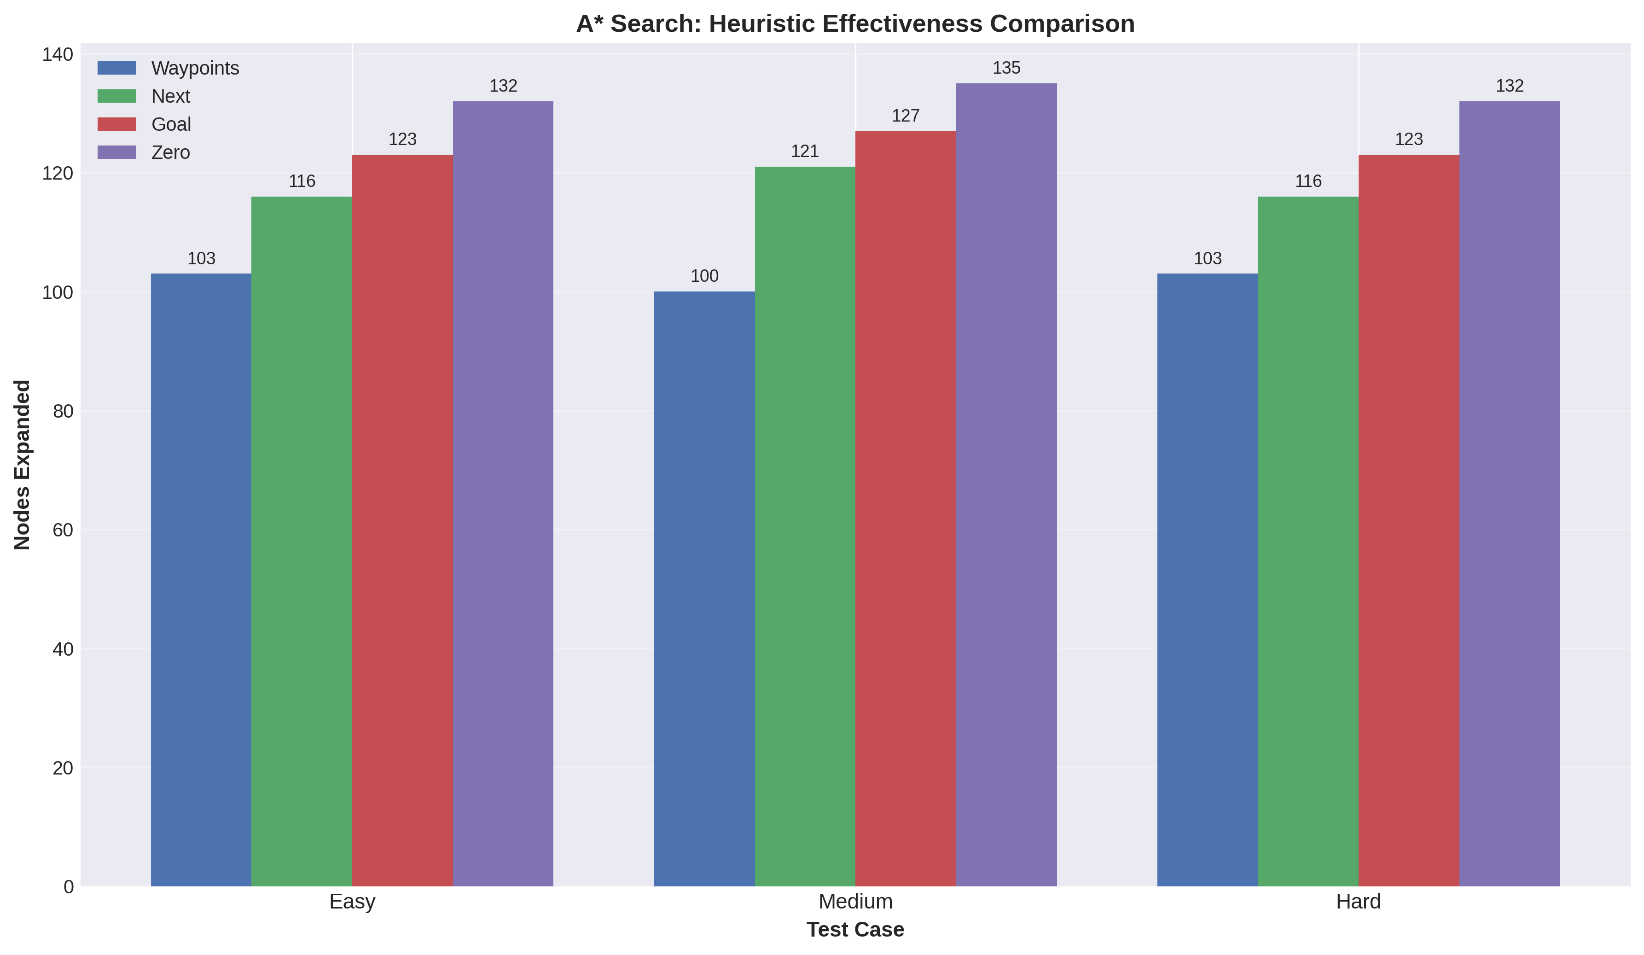 A* Search: Heuristic Effectiveness Comparison
Waypoints
Next
Goal
Zero
Nodes Expanded
140
120
100
80
60
40
20
0
103
116
123
132
100
121
127
135
103
116
123
132
Easy
Medium
Hard
Test Case